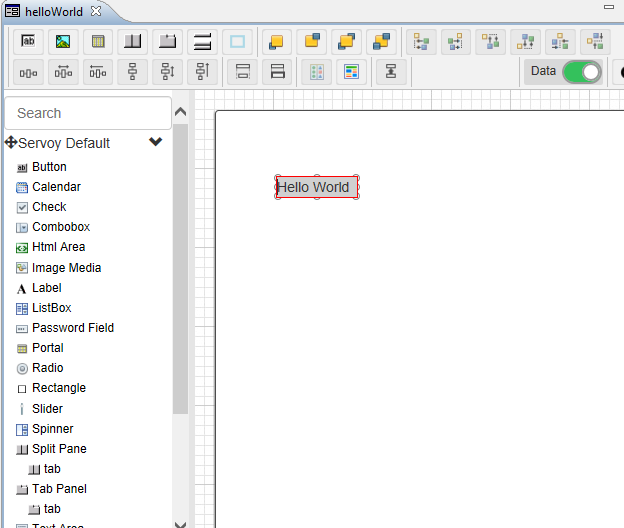 helloWorld
Data
Search
Servoy Default
Button
Calendar
Check
Combobox
Html Area
Image Media
Label
ListBox
Password Field
Portal
Radio
Rectangle
Slider
Spinner
Split Pane
tab
Tab Panel
tab
Text Area
Hello World